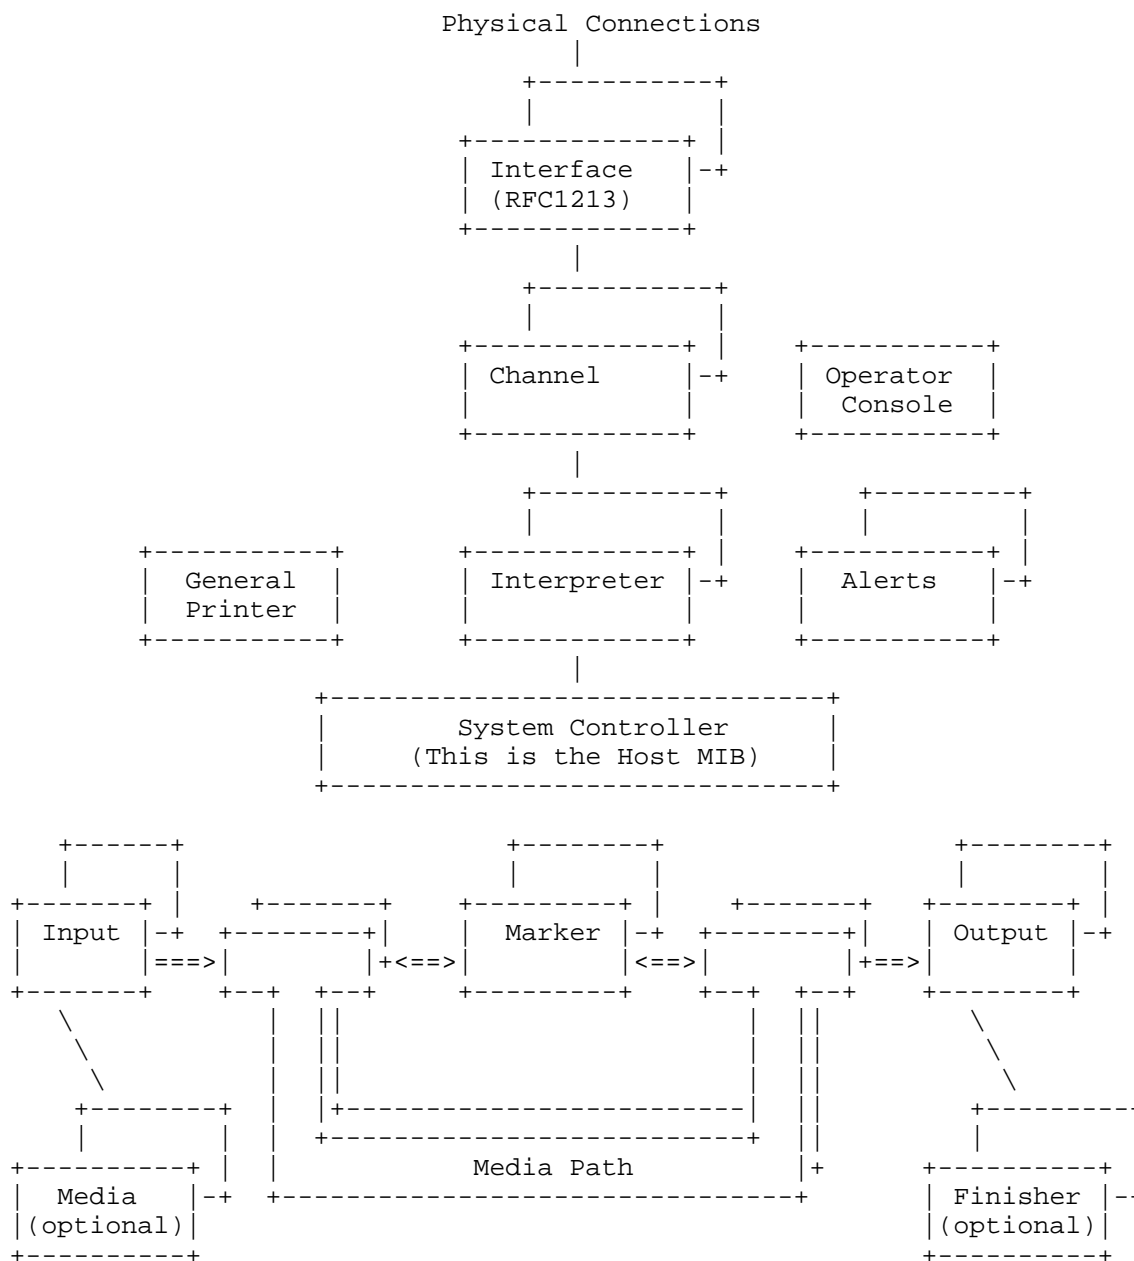 Physical Connections
Interface
(RFC1213)
Channel
Operator
Console
General
Printer
Interpreter
Alerts
System Controller
(This is the Host MIB)
Input
Marker
Output
Media Path
Media
(optional)
Finisher
(optional)